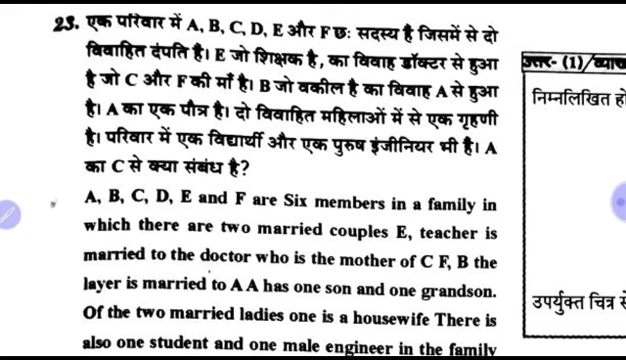 23. एक परिवार में A, B, C, D, E और F छः सदस्य है जिसमें से दो
विवाहित दंपति है। E जो शिक्षक है, का विवाह डॉक्टर से हुआ
है जो C और F की माँ है। B जो वकील है का विवाह A से हुआ
है। A का एक पौत्र है। दो विवाहित महिलाओं में से एक गृहणी
है। परिवार में एक विद्यार्थी और एक पुरुष इंजीनियर भी है। A
का C से क्या संबंध है?
A, B, C, D, E and F are Six members in a family in
which there are two married couples E, teacher is
married to the doctor who is the mother of C F, B the
layer is married to A A has one son and one grandson.
Of the two married ladies one is a housewife There is
also one student and one male engineer in the family
उत्तर- (1)
निम्नलिखित
उपर्युक्त चित्र